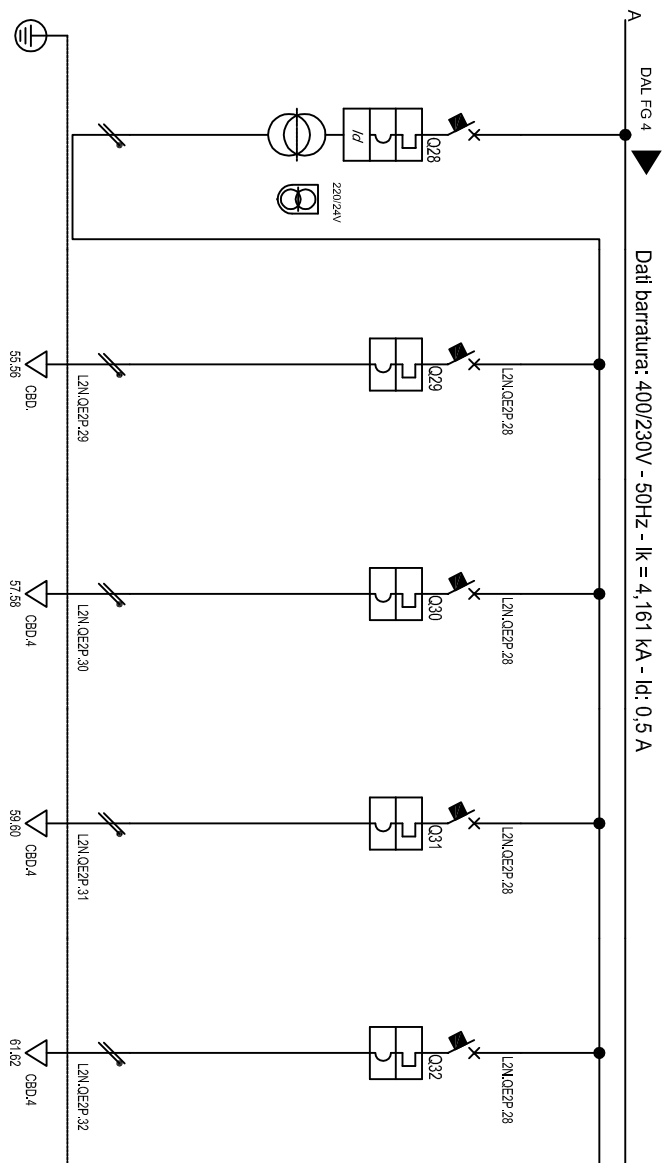 A
DAL FG 4
Dati barratura: 400/230V - 50Hz - Ik = 4,161 kA - Id: 0,5 A
Q28
Id
220/24V
L2N.QE2P.28
L2N.QE2P.28
L2N.QE2P.28
L2N.QE2P.28
Q29
Q30
Q31
Q32
L2N.QE2P.29
L2N.QE2P.30
L2N.QE2P.31
L2N.QE2P.32
CBD.
CBD.4
CBD.4
CBD.4
55.56
57.58
59.60
61.62